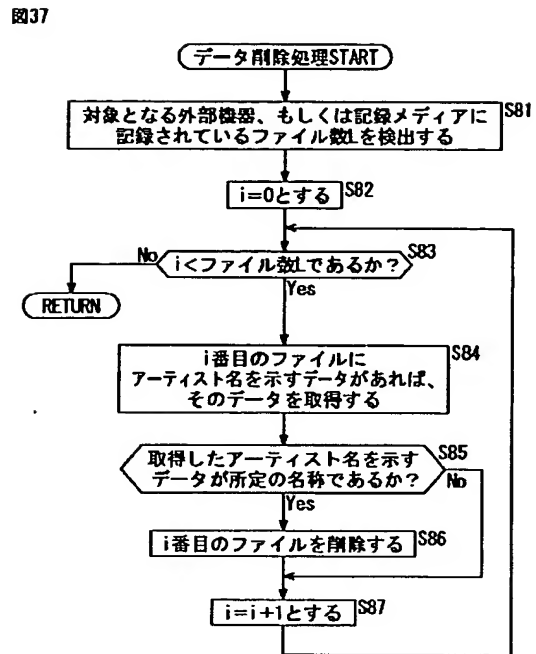 図37
データ削除処理START
対象となる外部機器、もしくは記録メディアに S81
記録されているファイル数Lを検出する
i=0とする S82
i<ファイル数Lであるか? S83
No
RETURN
Yes
i番目のファイルに S84
アーティスト名を示すデータがあれば、
そのデータを取得する
取得したアーティスト名を示す S85
データが所定の名称であるか? No
Yes
i番目のファイルを削除する S86
i=i+1とする S87